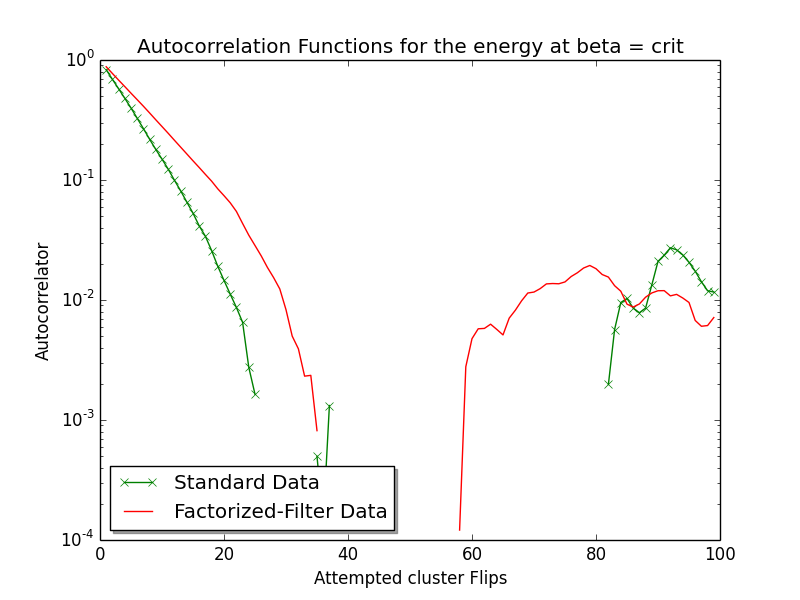 Autocorrelation Functions for the energy at beta = crit
10^0
10^-1
10^-2
10^-3
10^-4
Autocorrelator
Standard Data
Factorized-Filter Data
0 20 40 60 80 100
Attempted cluster Flips